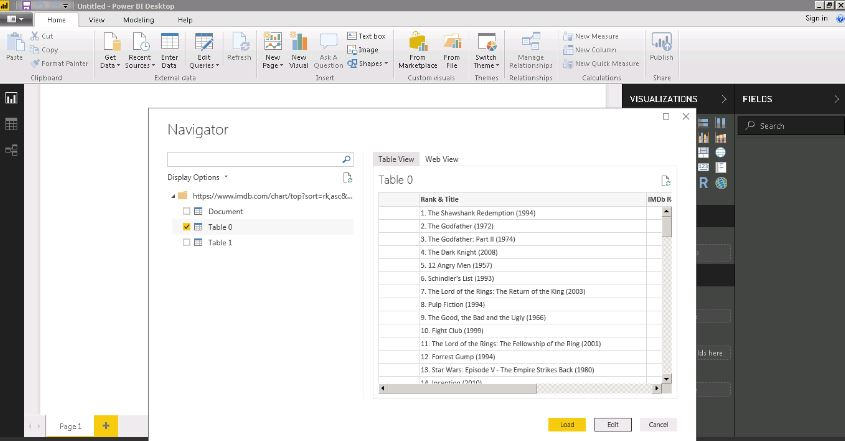 Untitled - Power BI Desktop
Home View Modeling Help Sign in
Paste
Cut
Copy
Format Painter
Get Data
Recent Sources
Enter Data
Edit Queries
Refresh
New Page
New Visual
Ask A Question
Text box
Image
Shapes
From Marketplace
From File
Switch Theme
Manage Relationships
New Measure
New Column
New Quick Measure
Publish
Clipboard External data Insert Custom visuals Themes Relationships Calculations Share
VISUALIZATIONS FIELDS
Search
Navigator
Display Options
https://www.imdb.com/chart/top?sort=rk,asc&...
Document
Table 0
Table 1
Table View Web View
Table 0
Rank & Title IMDb R
1. The Shawshank Redemption (1994)
2. The Godfather (1972)
3. The Godfather: Part II (1974)
4. The Dark Knight (2008)
5. 12 Angry Men (1957)
6. Schindler's List (1993)
7. The Lord of the Rings: The Return of the King (2003)
8. Pulp Fiction (1994)
9. The Good, the Bad and the Ugly (1966)
10. Fight Club (1999)
11. The Lord of the Rings: The Fellowship of the Ring (2001)
12. Forrest Gump (1994)
13. Star Wars: Episode V - The Empire Strikes Back (1980)
14. Inception (2010)
R
lds here
Load Edit Cancel
Page 1